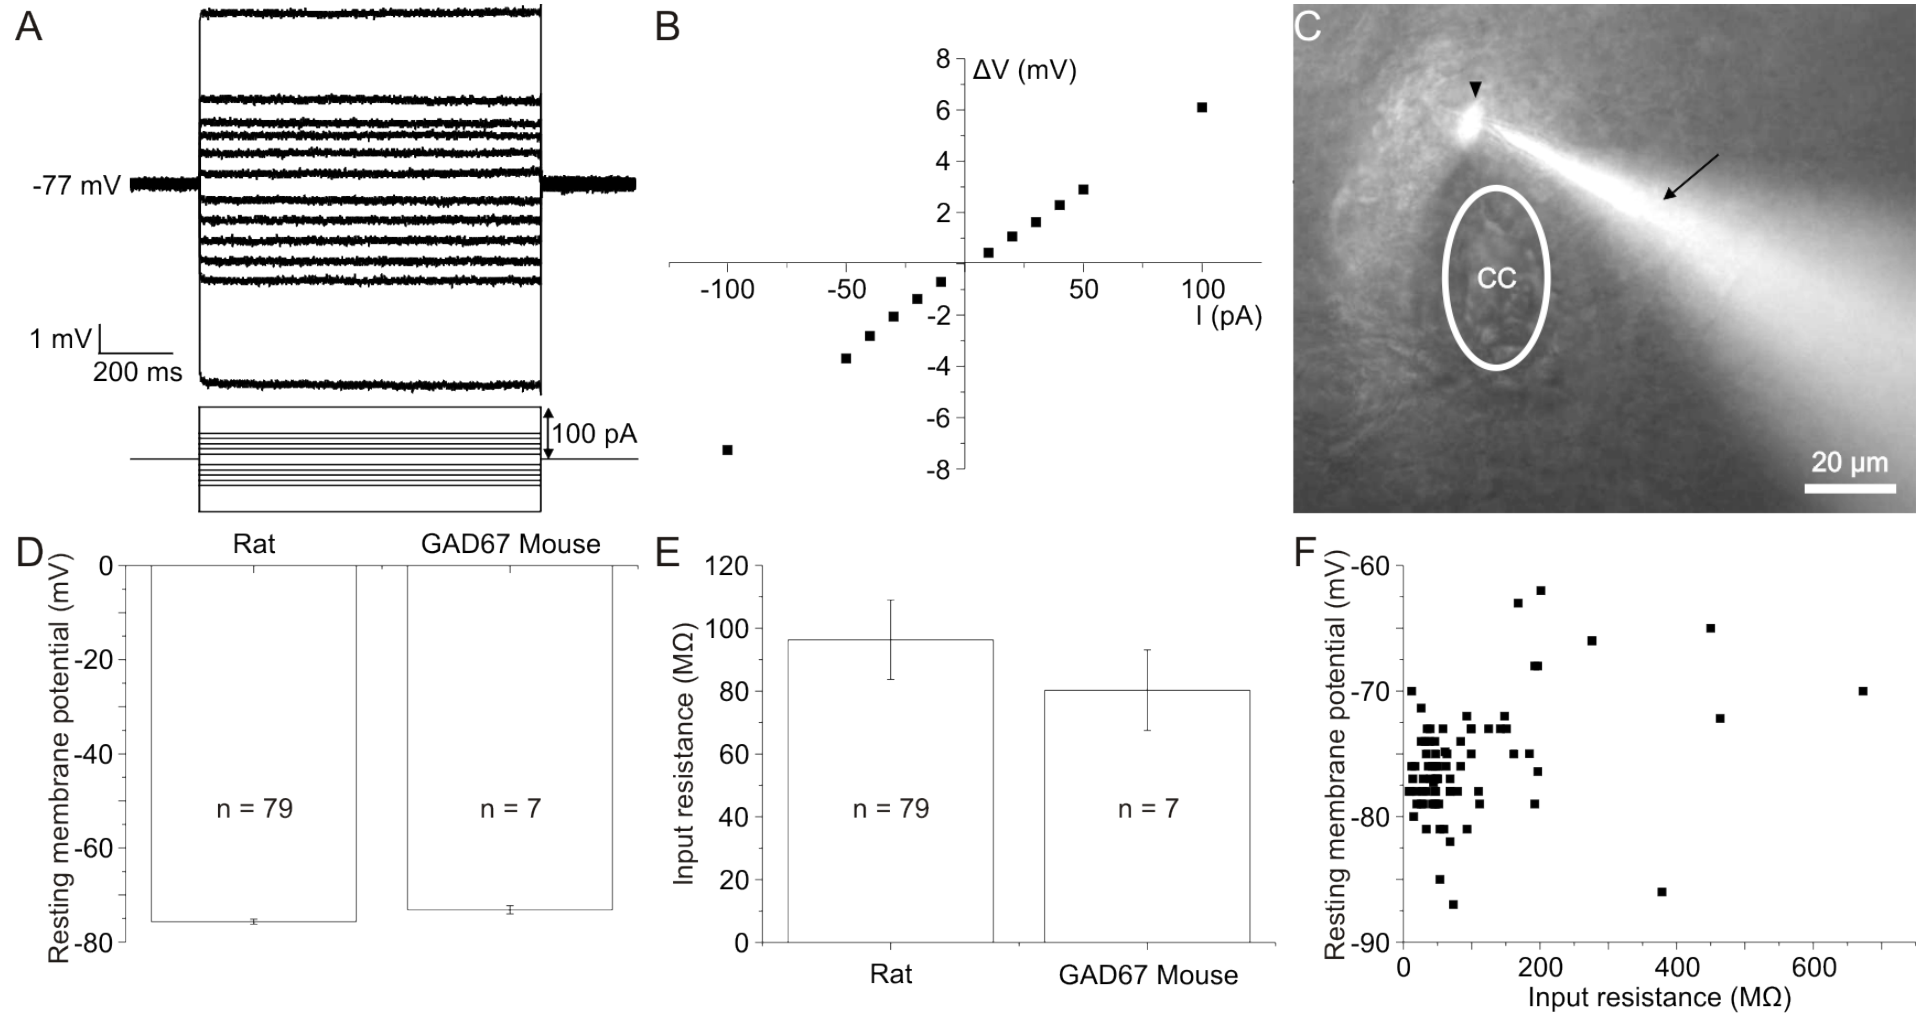 A
-77 mV
1 mV
200 ms
100 pA
B
8
6
4
2
-2
-4
-6
-8
ΔV (mV)
-100
-50
50
100
I (pA)
C
CC
20 µm
D
Rat
GAD67 Mouse
Resting membrane potential (mV)
0
-20
-40
-60
-80
n = 79
n = 7
E
Input resistance (MΩ)
120
100
80
60
40
20
0
n = 79
n = 7
Rat
GAD67 Mouse
F
Resting membrane potential (mV)
-60
-70
-80
-90
0
200
400
600
Input resistance (MΩ)